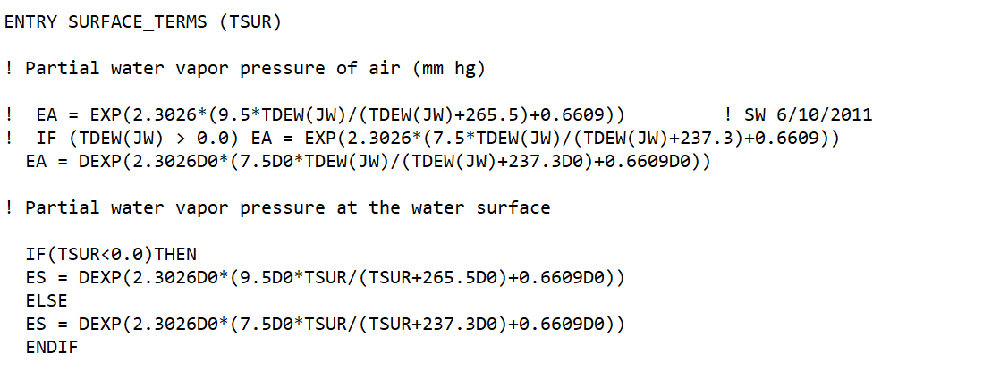 ENTRY SURFACE_TERMS (TSUR)
! Partial water vapor pressure of air (mm hg)
!  EA = EXP(2.3026*(9.5*TDEW(JW)/(TDEW(JW)+265.5)+0.6609))         ! SW 6/10/2011
!  IF (TDEW(JW) > 0.0) EA = EXP(2.3026*(7.5*TDEW(JW)/(TDEW(JW)+237.3)+0.6609))
  EA = DEXP(2.3026D0*(7.5D0*TDEW(JW)/(TDEW(JW)+237.3D0)+0.6609D0))
! Partial water vapor pressure at the water surface
  IF(TSUR<0.0)THEN
  ES = DEXP(2.3026D0*(9.5D0*TSUR/(TSUR+265.5D0)+0.6609D0))
  ELSE
  ES = DEXP(2.3026D0*(7.5D0*TSUR/(TSUR+237.3D0)+0.6609D0))
  ENDIF